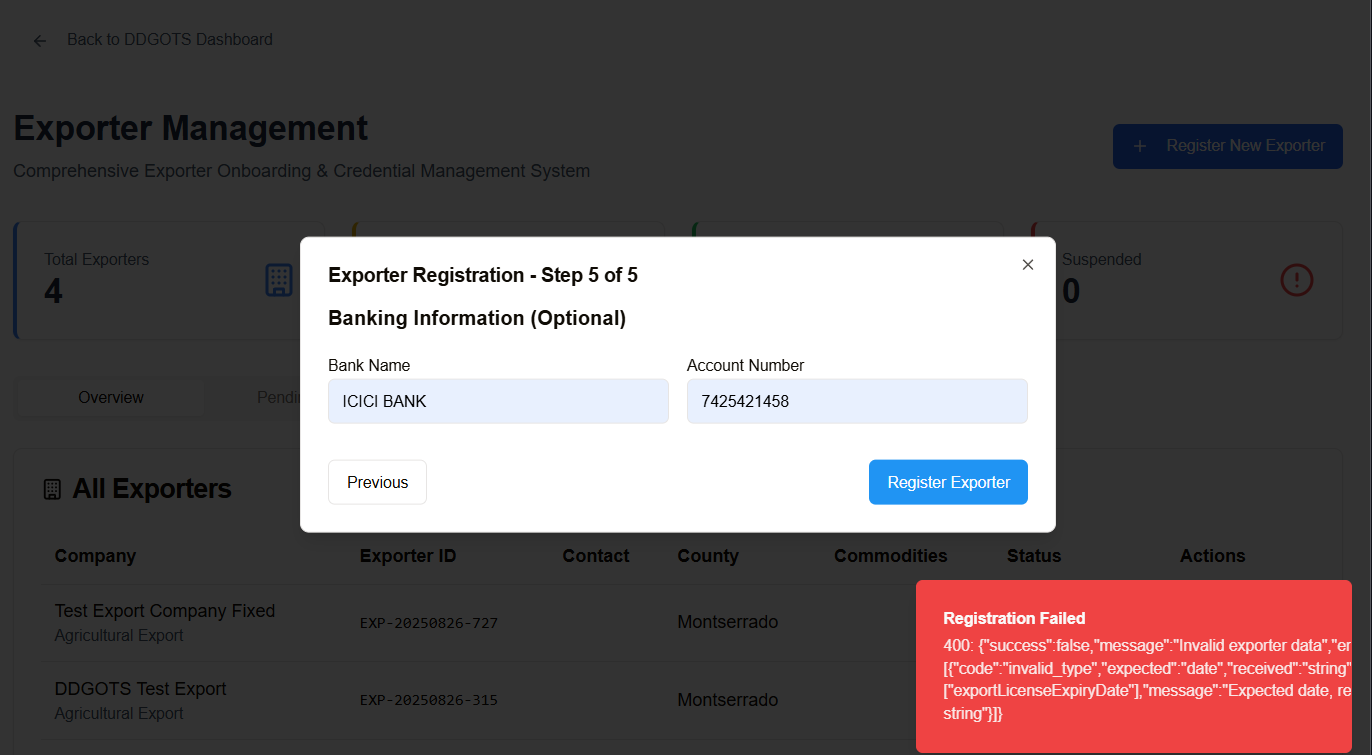 Back to DDGOTS Dashboard
Exporter Management
Comprehensive Exporter Onboarding & Credential Management System
+ Register New Exporter
Total Exporters
4
Suspended
0
Exporter Registration - Step 5 of 5
Banking Information (Optional)
Bank Name Account Number
ICICI BANK 7425421458
Previous Register Exporter
Overview
All Exporters
Company Exporter ID Contact County Commodities Status Actions
Test Export Company Fixed
Agricultural Export
EXP-20250826-727 Montserrado
DDGOTS Test Export
Agricultural Export
EXP-20250826-315 Montserrado
Registration Failed
400: {"success":false,"message":"Invalid exporter data","er
[{"code":"invalid_type","expected":"date","received":"string"
["exportLicenseExpiryDate"],"message":"Expected date, re
string"}]}